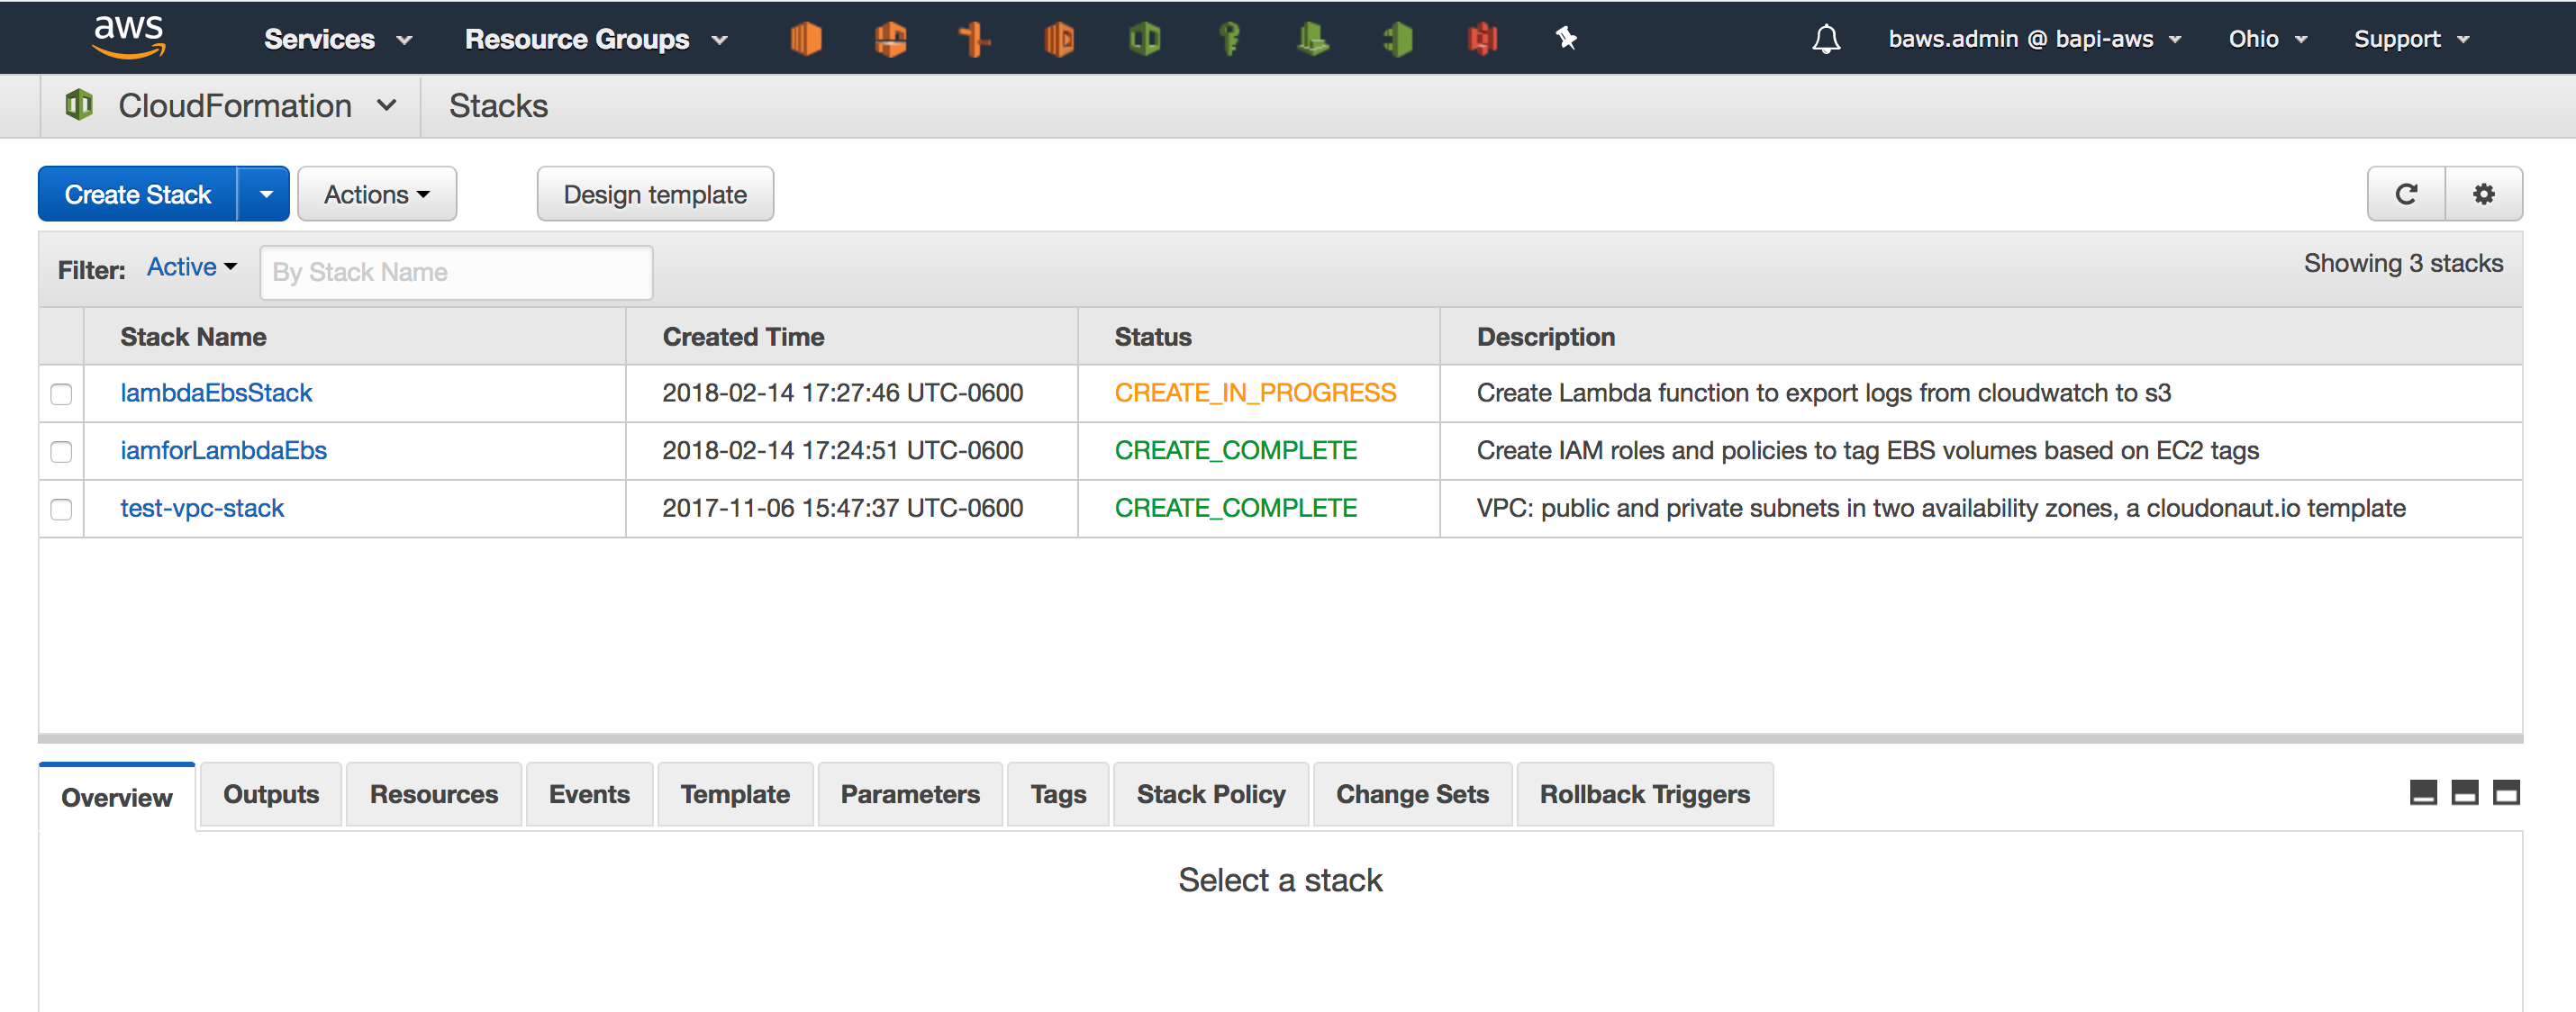 aws Services Resource Groups baws.admin @ bapi-aws Ohio Support
CloudFormation Stacks
Create Stack Actions Design template
Filter: Active By Stack Name Showing 3 stacks
Stack Name Created Time Status Description
lambdaEbsStack 2018-02-14 17:27:46 UTC-0600 CREATE_IN_PROGRESS Create Lambda function to export logs from cloudwatch to s3
iamforLambdaEbs 2018-02-14 17:24:51 UTC-0600 CREATE_COMPLETE Create IAM roles and policies to tag EBS volumes based on EC2 tags
test-vpc-stack 2017-11-06 15:47:37 UTC-0600 CREATE_COMPLETE VPC: public and private subnets in two availability zones, a cloudonaut.io template
Overview Outputs Resources Events Template Parameters Tags Stack Policy Change Sets Rollback Triggers
Select a stack